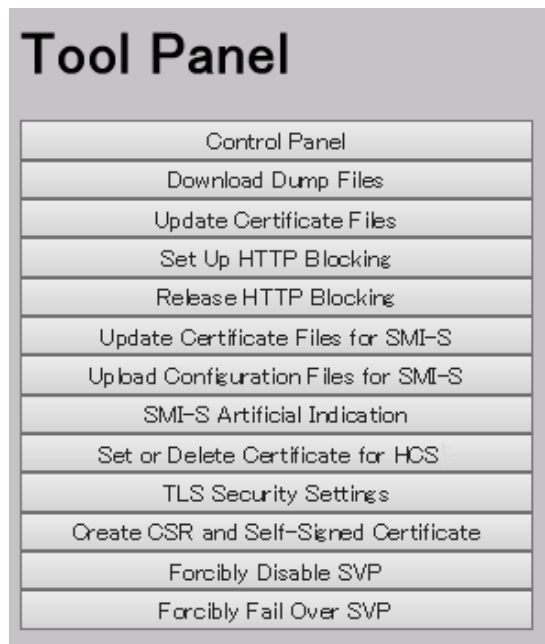 Tool Panel
Control Panel
Download Dump Files
Update Certificate Files
Set Up HTTP Blocking
Release HTTP Blocking
Update Certificate Files for SMI-S
Upload Configuration Files for SMI-S
SMI-S Artificial Indication
Set or Delete Certificate for HCS
TLS Security Settings
Create CSR and Self-Signed Certificate
Forcibly Disable SVP
Forcibly Fail Over SVP